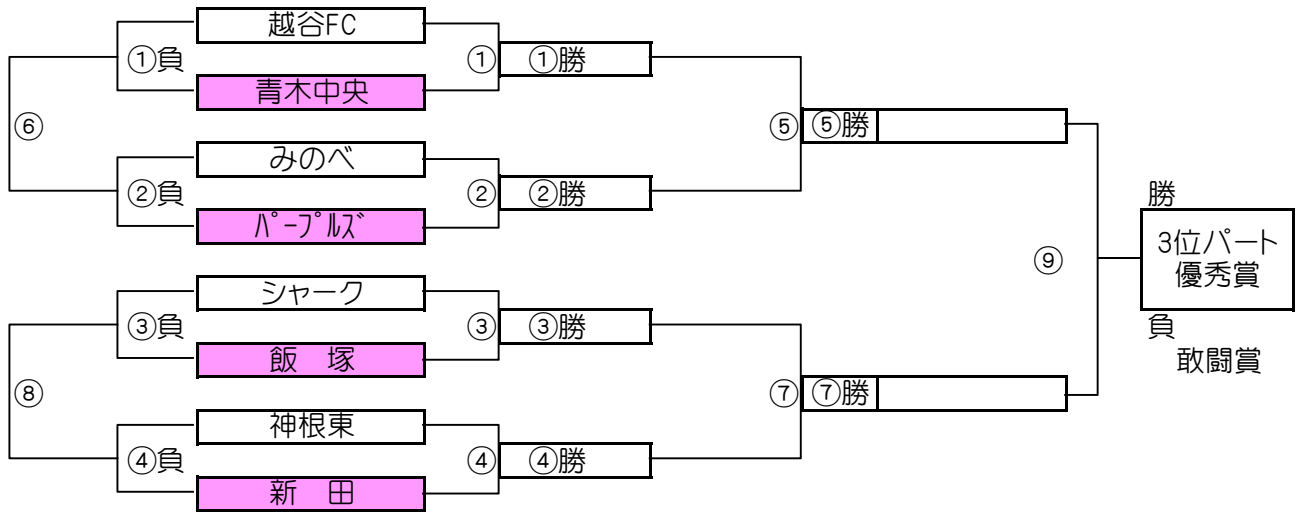 越谷FC
①負
①
①勝
青木中央
⑥
⑤
⑤勝
みのべ
②負
②
②勝
パープルズ
勝
3位パート
優秀賞
⑨
シャーク
③負
③
③勝
負
飯 塚
敢闘賞
⑧
⑦
⑦勝
神根東
④負
④
④勝
新 田